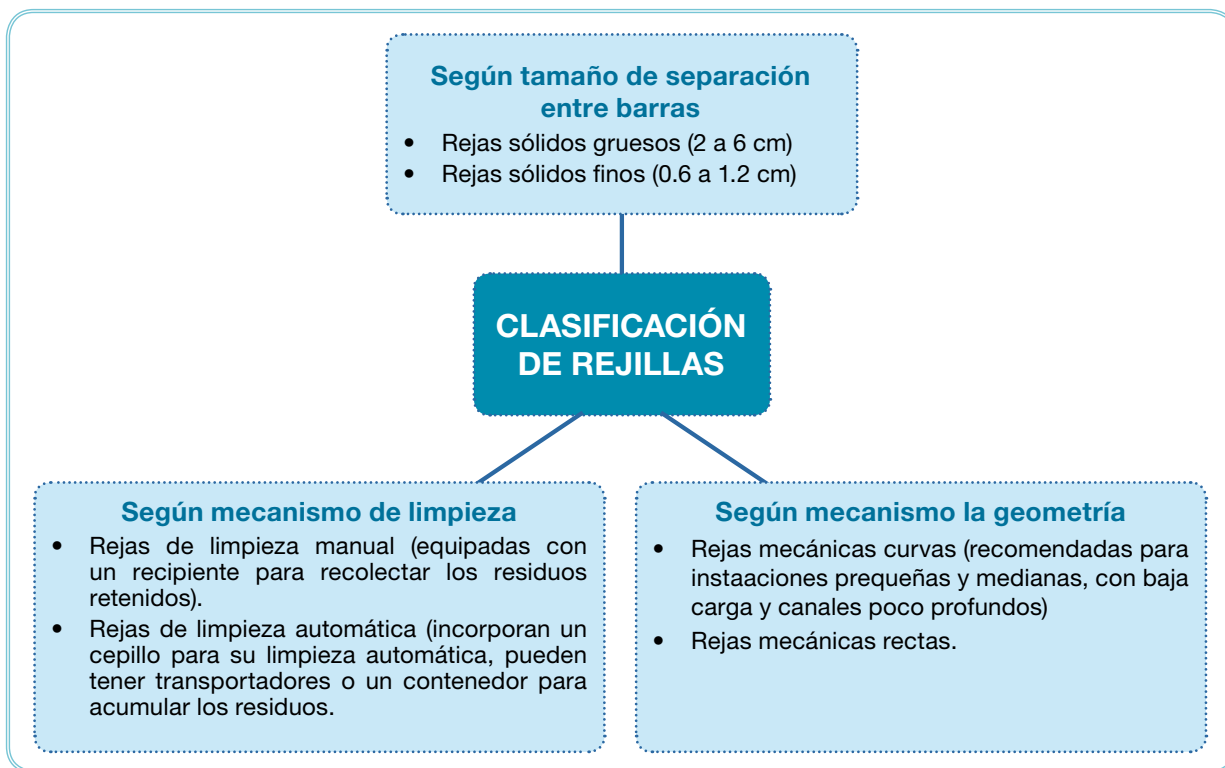 Según tamaño de separación
entre barras
• Rejas sólidos gruesos (2 a 6 cm)
• Rejas sólidos finos (0.6 a 1.2 cm)
CLASIFICACIÓN
DE REJILLAS
Según mecanismo de limpieza
• Rejas de limpieza manual (equipadas con
un recipiente para recolectar los residuos
retenidos).
• Rejas de limpieza automática (incorporan un
cepillo para su limpieza automática, pueden
tener transportadores o un contenedor para
acumular los residuos.
Según mecanismo la geometría
• Rejas mecánicas curvas (recomendadas para
instaaciones prequeñas y medianas, con baja
carga y canales poco profundos)
• Rejas mecánicas rectas.